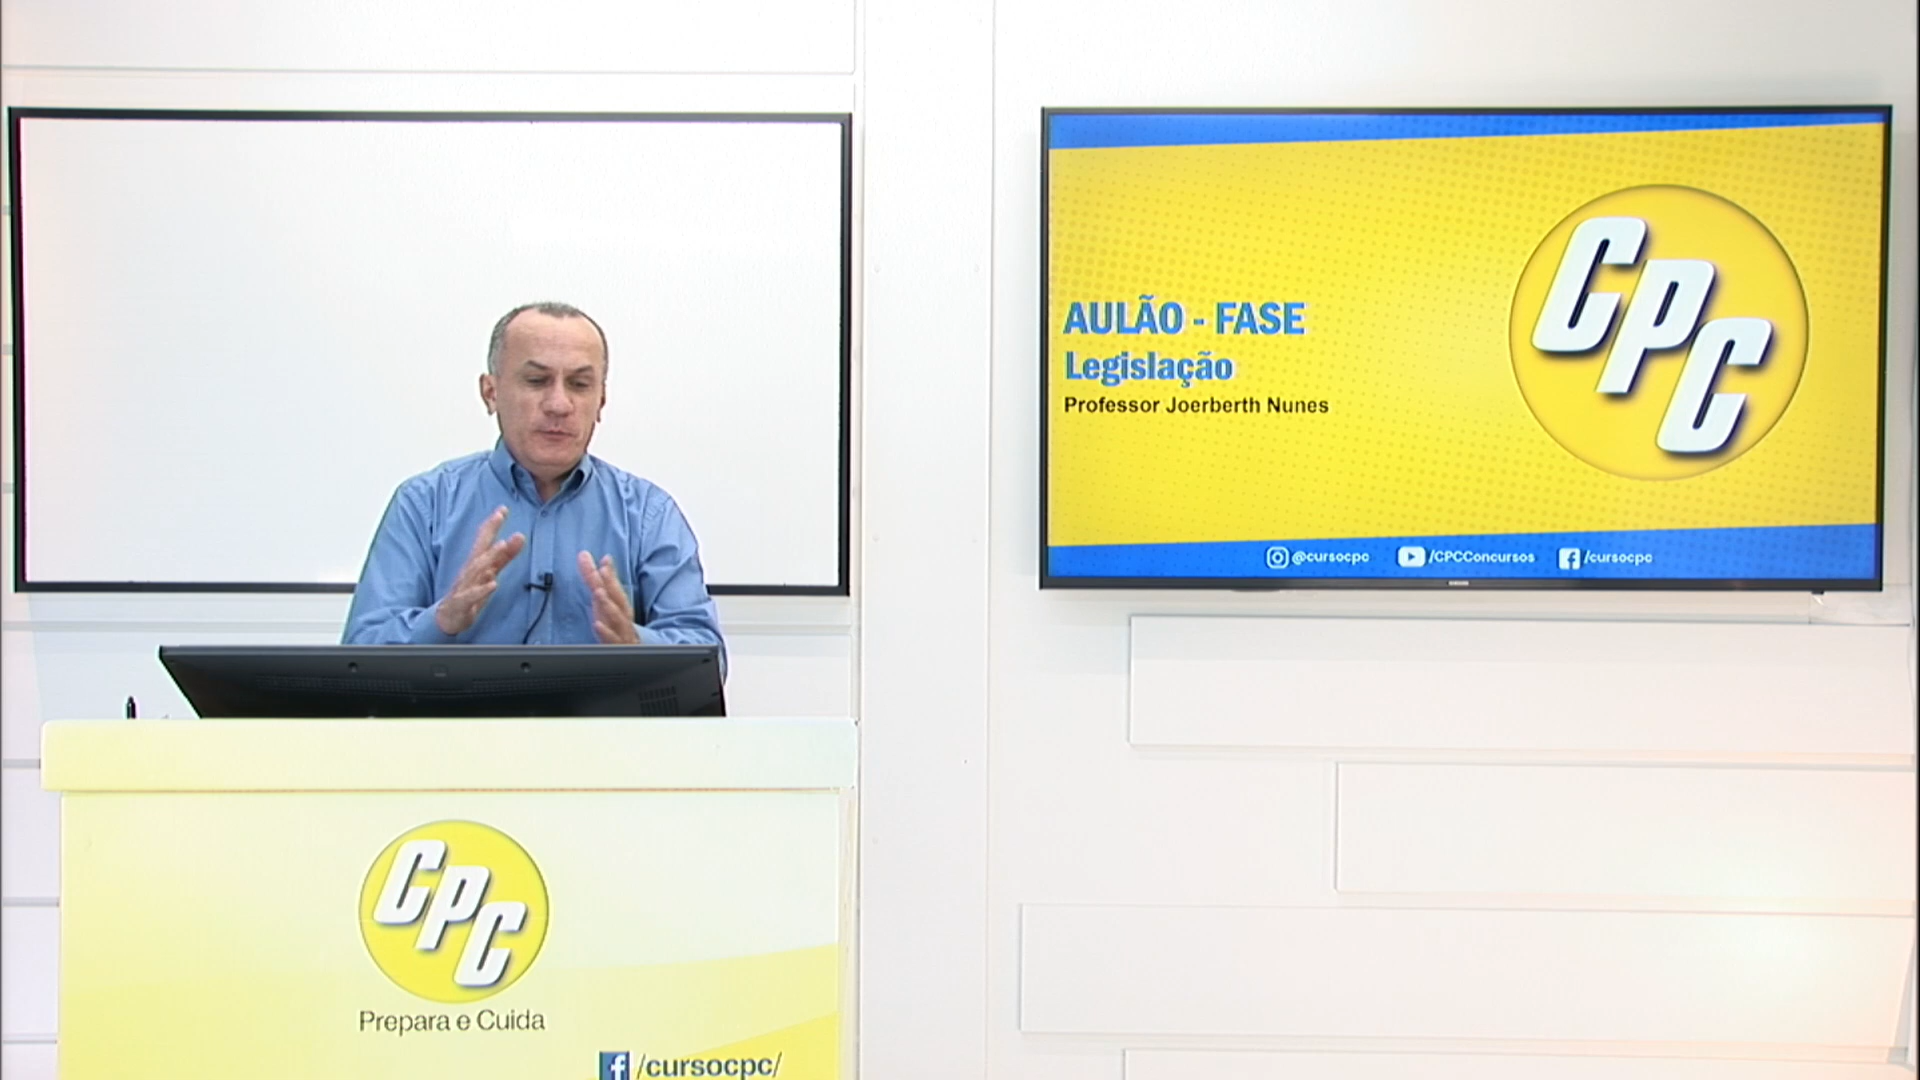 AULÃO - FASE
Legislação
Professor Joerberth Nunes
CPC
@cursocpc /CPCConcursos /cursocpc
CPC
Prepara e Cuida
/cursocpc/